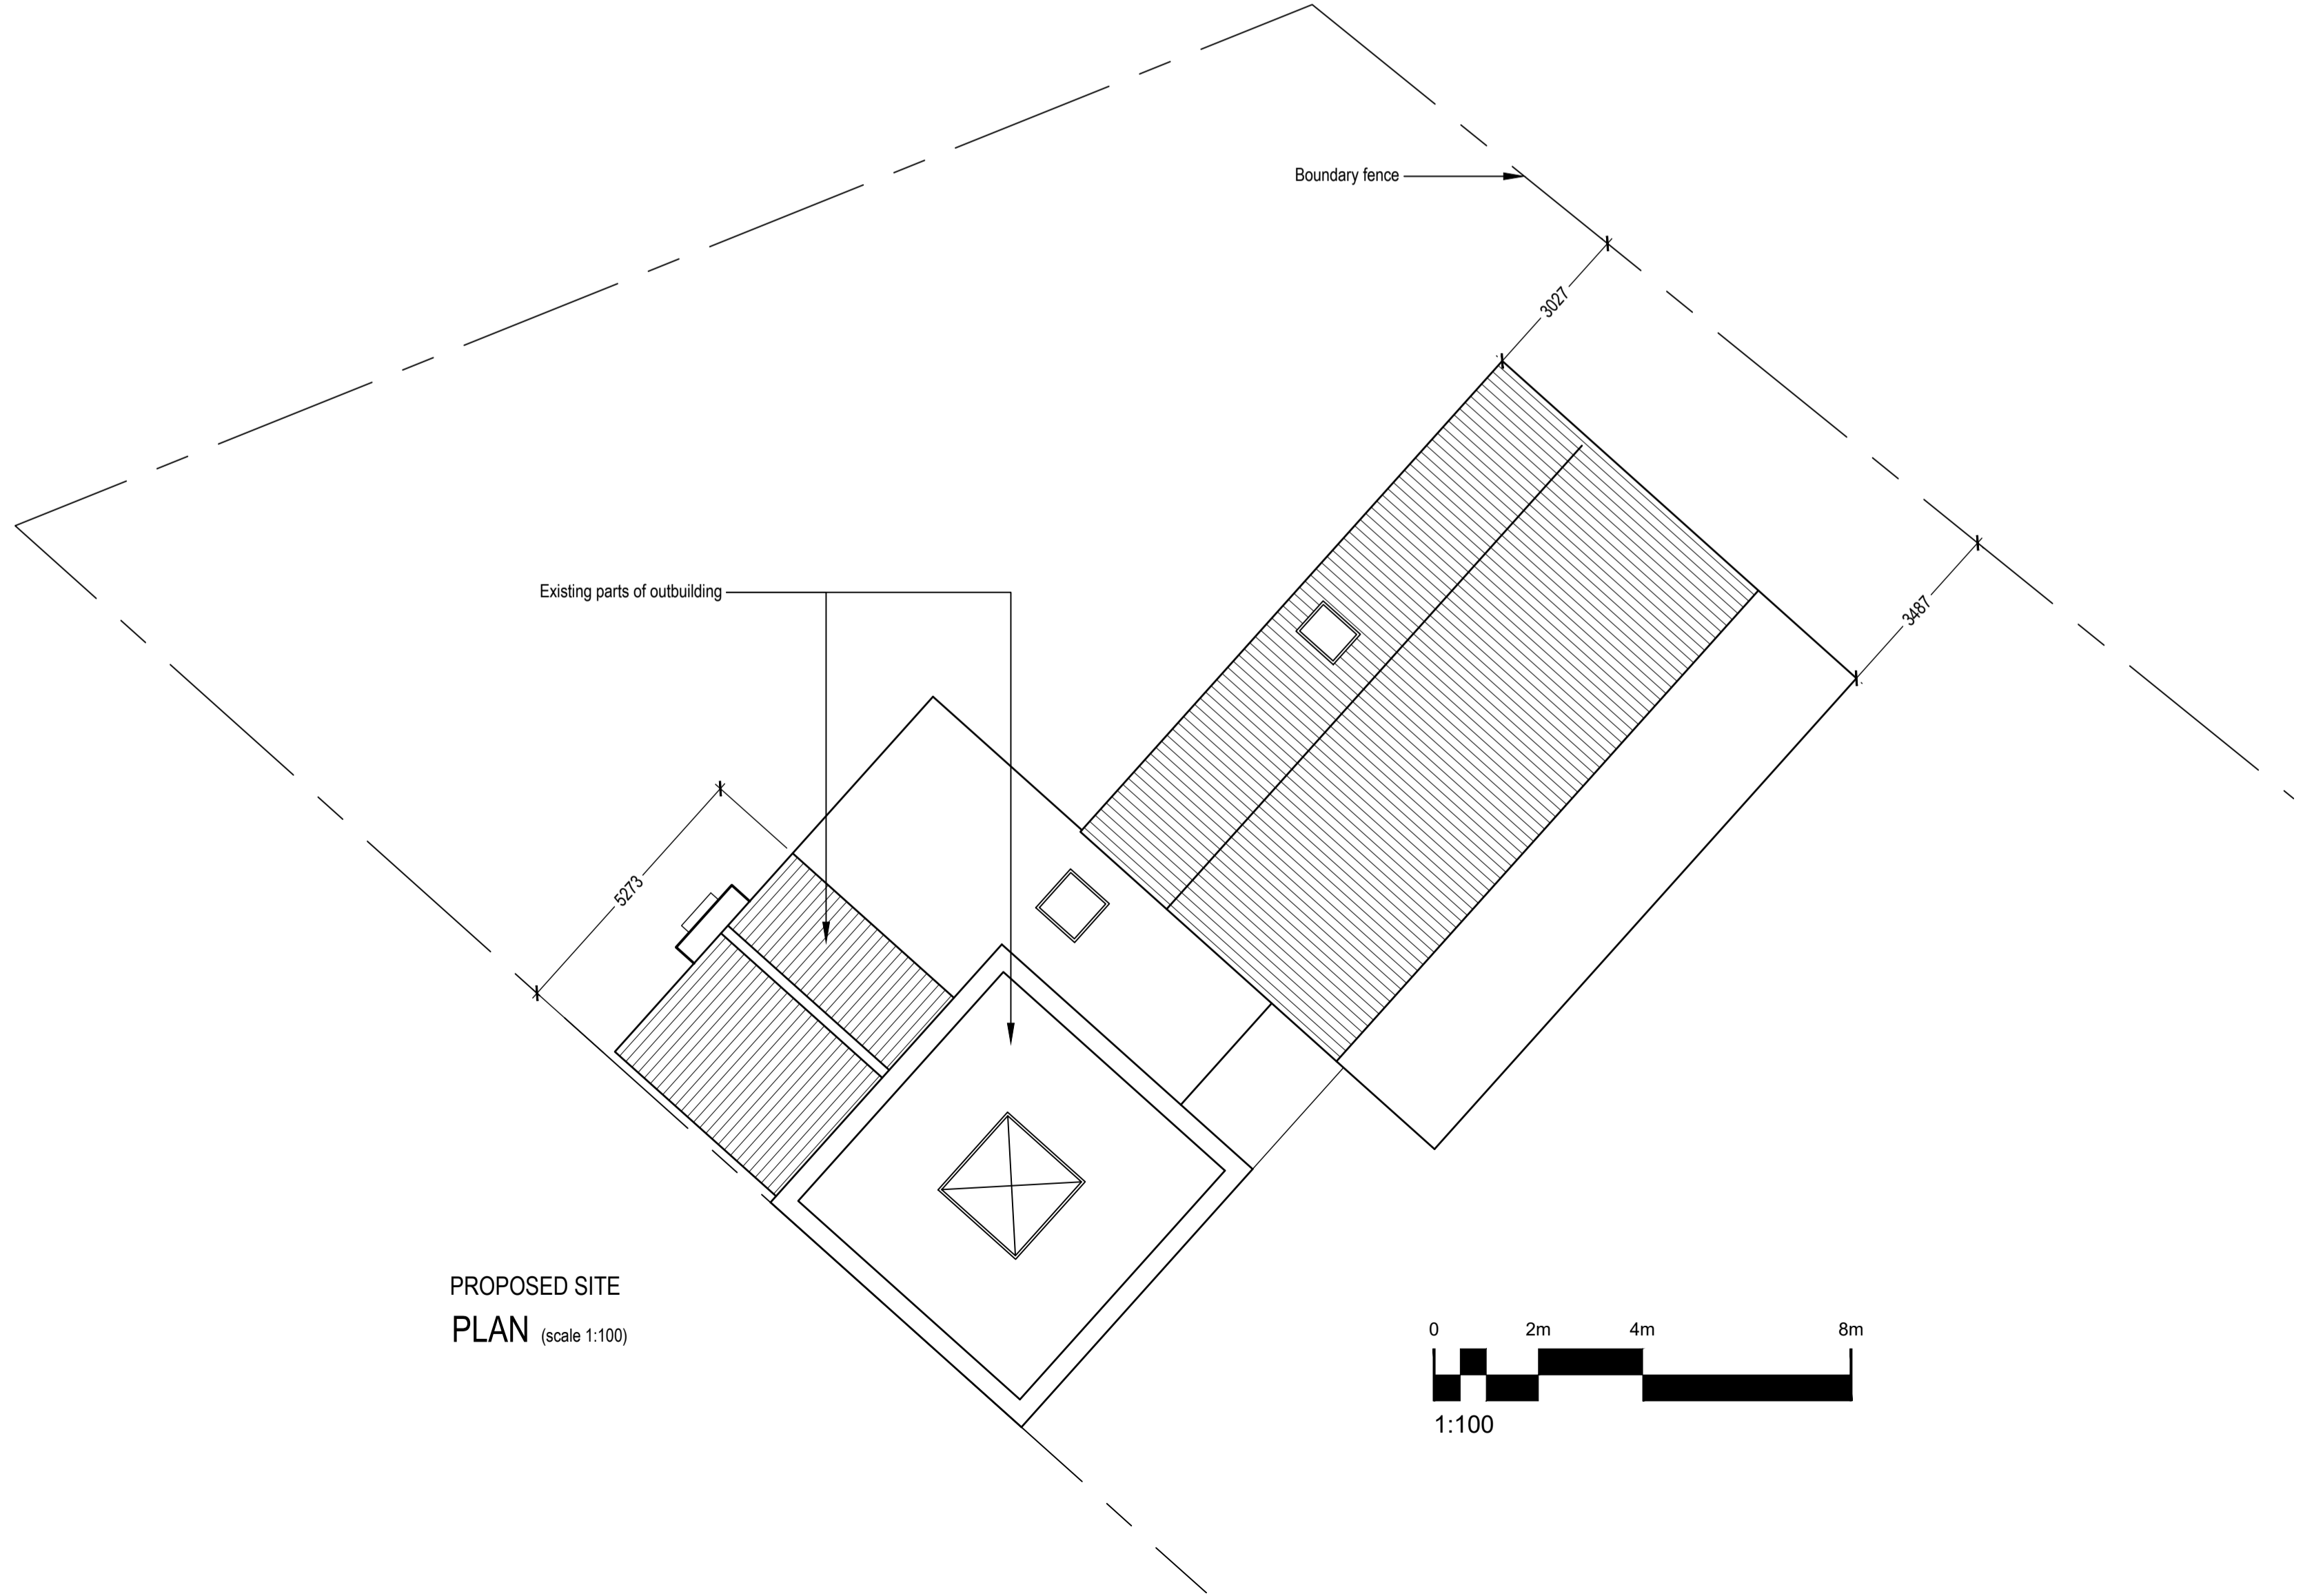 Boundary fence
3027
Existing parts of outbuilding
3487
5273
PROPOSED SITE
PLAN (scale 1:100)
0 2m 4m 8m
1:100